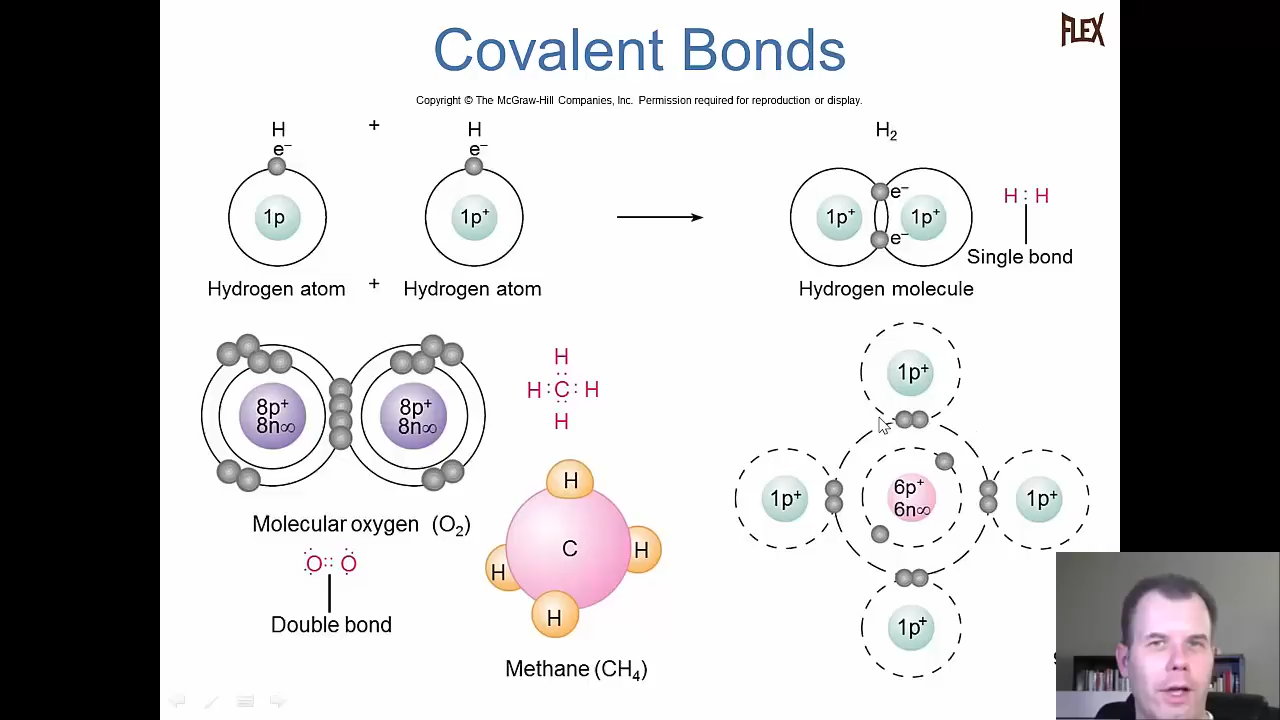 FLEX
Covalent Bonds
Copyright © The McGraw-Hill Companies, Inc. Permission required for reproduction or display.
H + H H₂
e⁻ e⁻
1p 1p⁺ 1p⁺ e⁻ 1p⁺ H : H
e⁻
Single bond
Hydrogen atom + Hydrogen atom Hydrogen molecule
8p⁺
8n∞
8p⁺
8n∞
H
H : C : H
H
1p⁺
1p⁺
6p⁺
6n∞
1p⁺
1p⁺
Molecular oxygen (O₂)
O :: O
Double bond
H
C
H
H
H
Methane (CH₄)